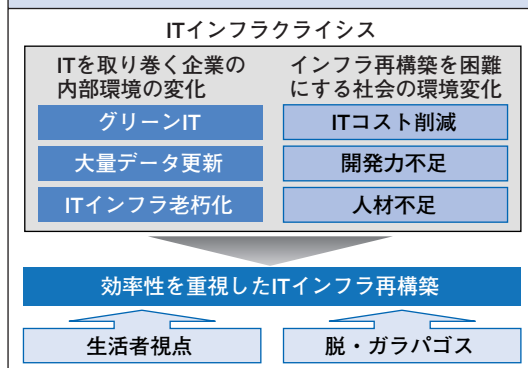 ITインフラクライシス
ITを取り巻く企業の
内部環境の変化
グリーンIT
大量データ更新
ITインフラ老朽化
インフラ再構築を困難
にする社会の環境変化
ITコスト削減
開発力不足
人材不足
効率性を重視したITインフラ再構築
生活者視点
脱・ガラパゴス